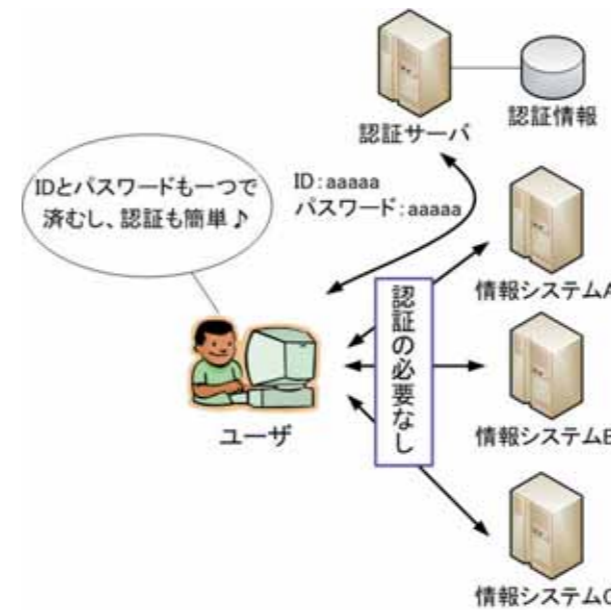 認証サーバ
認証情報
IDとパスワードも一つで
済むし、認証も簡単♪
ID:aaaaa
パスワード:aaaaa
情報システムA
認証の必要なし
情報システムB
ユーザ
情報システムC